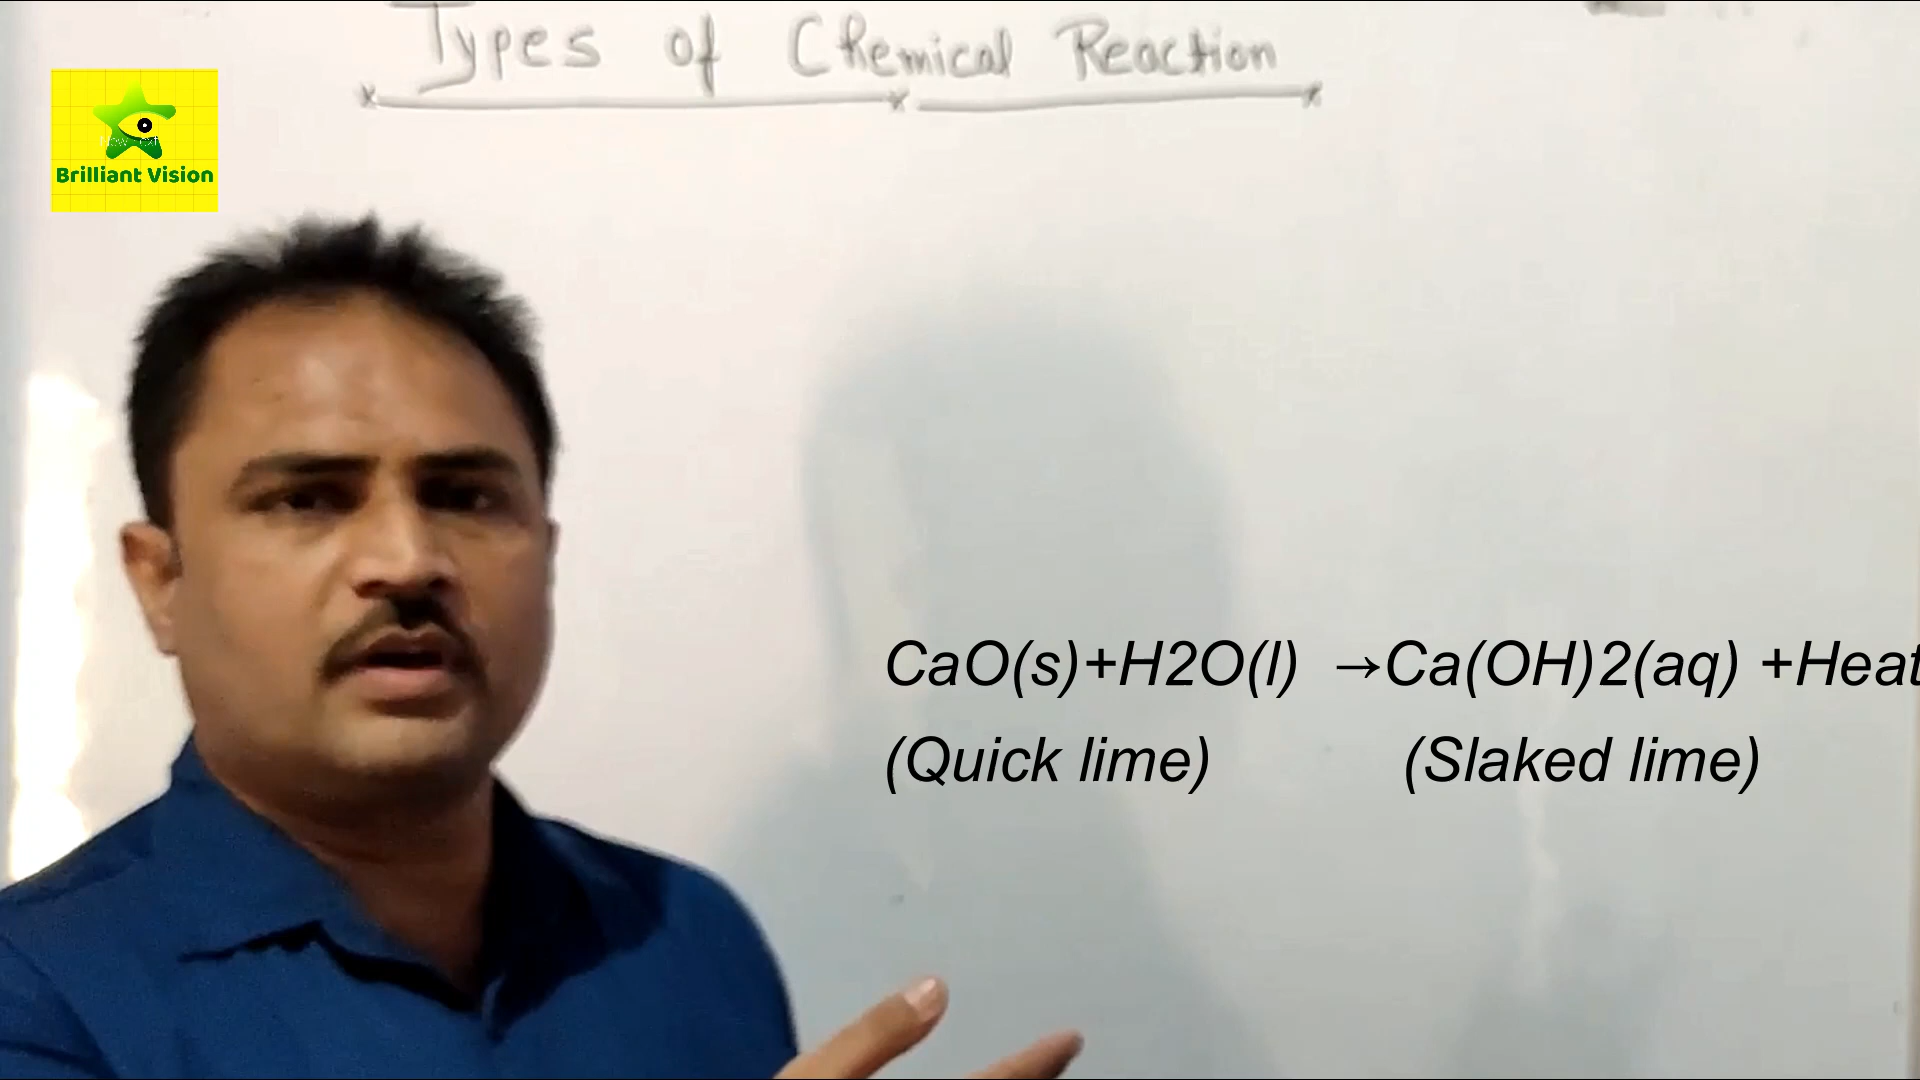 Types of Chemical Reaction
Brilliant Vision
CaO(s)+H2O(l) →Ca(OH)2(aq) +Heat
(Quick lime) (Slaked lime)